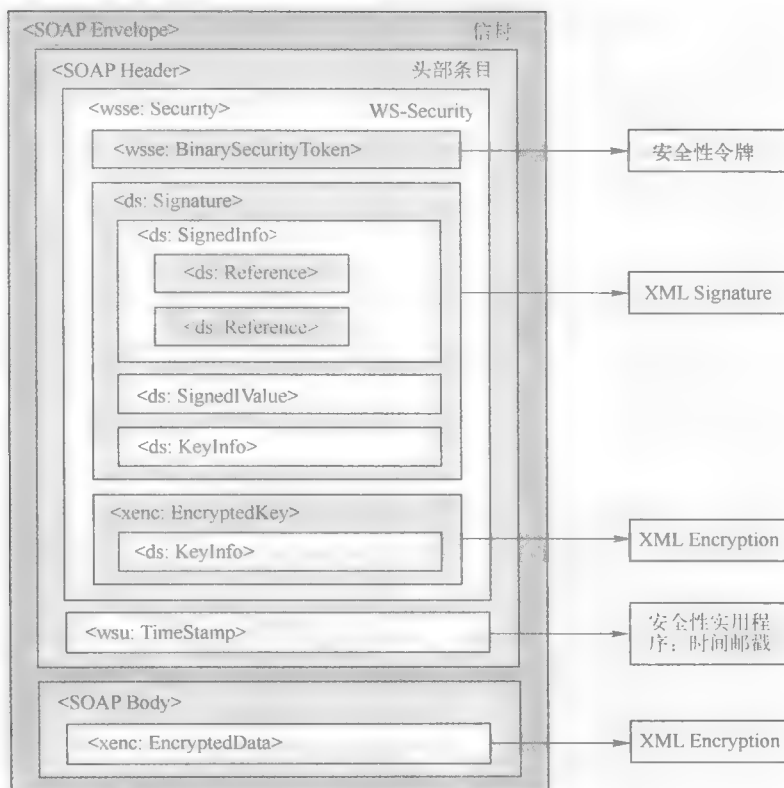 <SOAP Envelope> 信封
<SOAP Header> 头部条目
<wsse: Security> WS-Security
<wsse: BinarySecurityToken>
安全性令牌
<ds: Signature>
<ds: SignedInfo>
<ds: Reference>
XML Signature
<ds: Reference>
<ds: SignedIValue>
<ds: KeyInfo>
<xenc: EncryptedKey>
XML Encryption
<ds: KeyInfo>
<wsu: TimeStamp>
安全性实用程
序；时间邮戳
<SOAP Body>
<xenc: EncryptedData>
XML Encryption